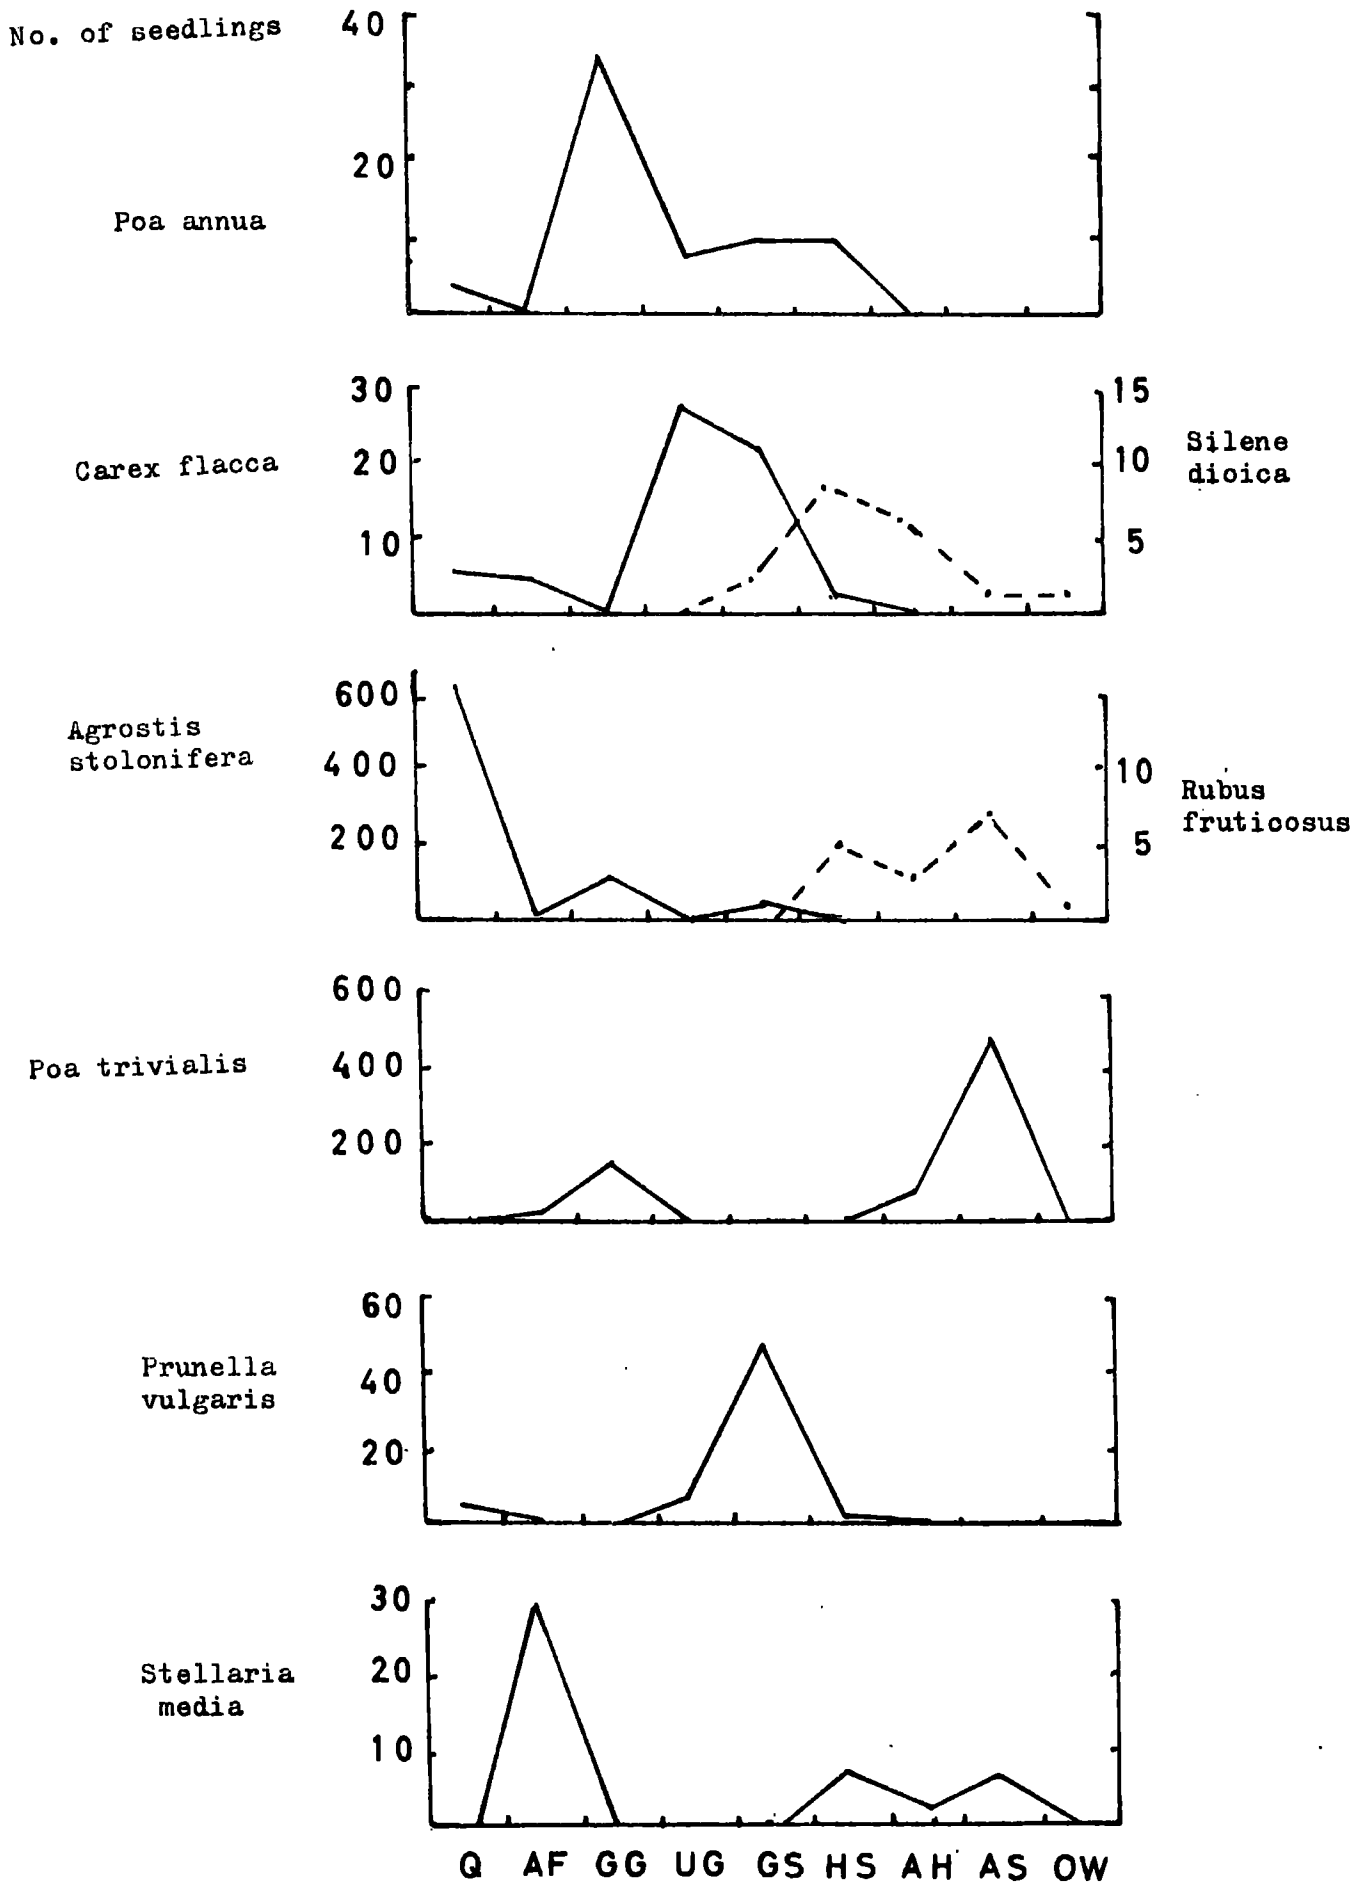 No. of seedlings
40
20
Poa annua
30
20
10
Carex flacca
15
10
5
Silene
dioica
600
400
200
Agrostis
stolonifera
10
5
Rubus
fruticosus
600
400
200
Poa trivialis
60
40
20
Prunella
vulgaris
30
20
10
Stellaria
media
Q AF GG UG GS HS AH AS OW